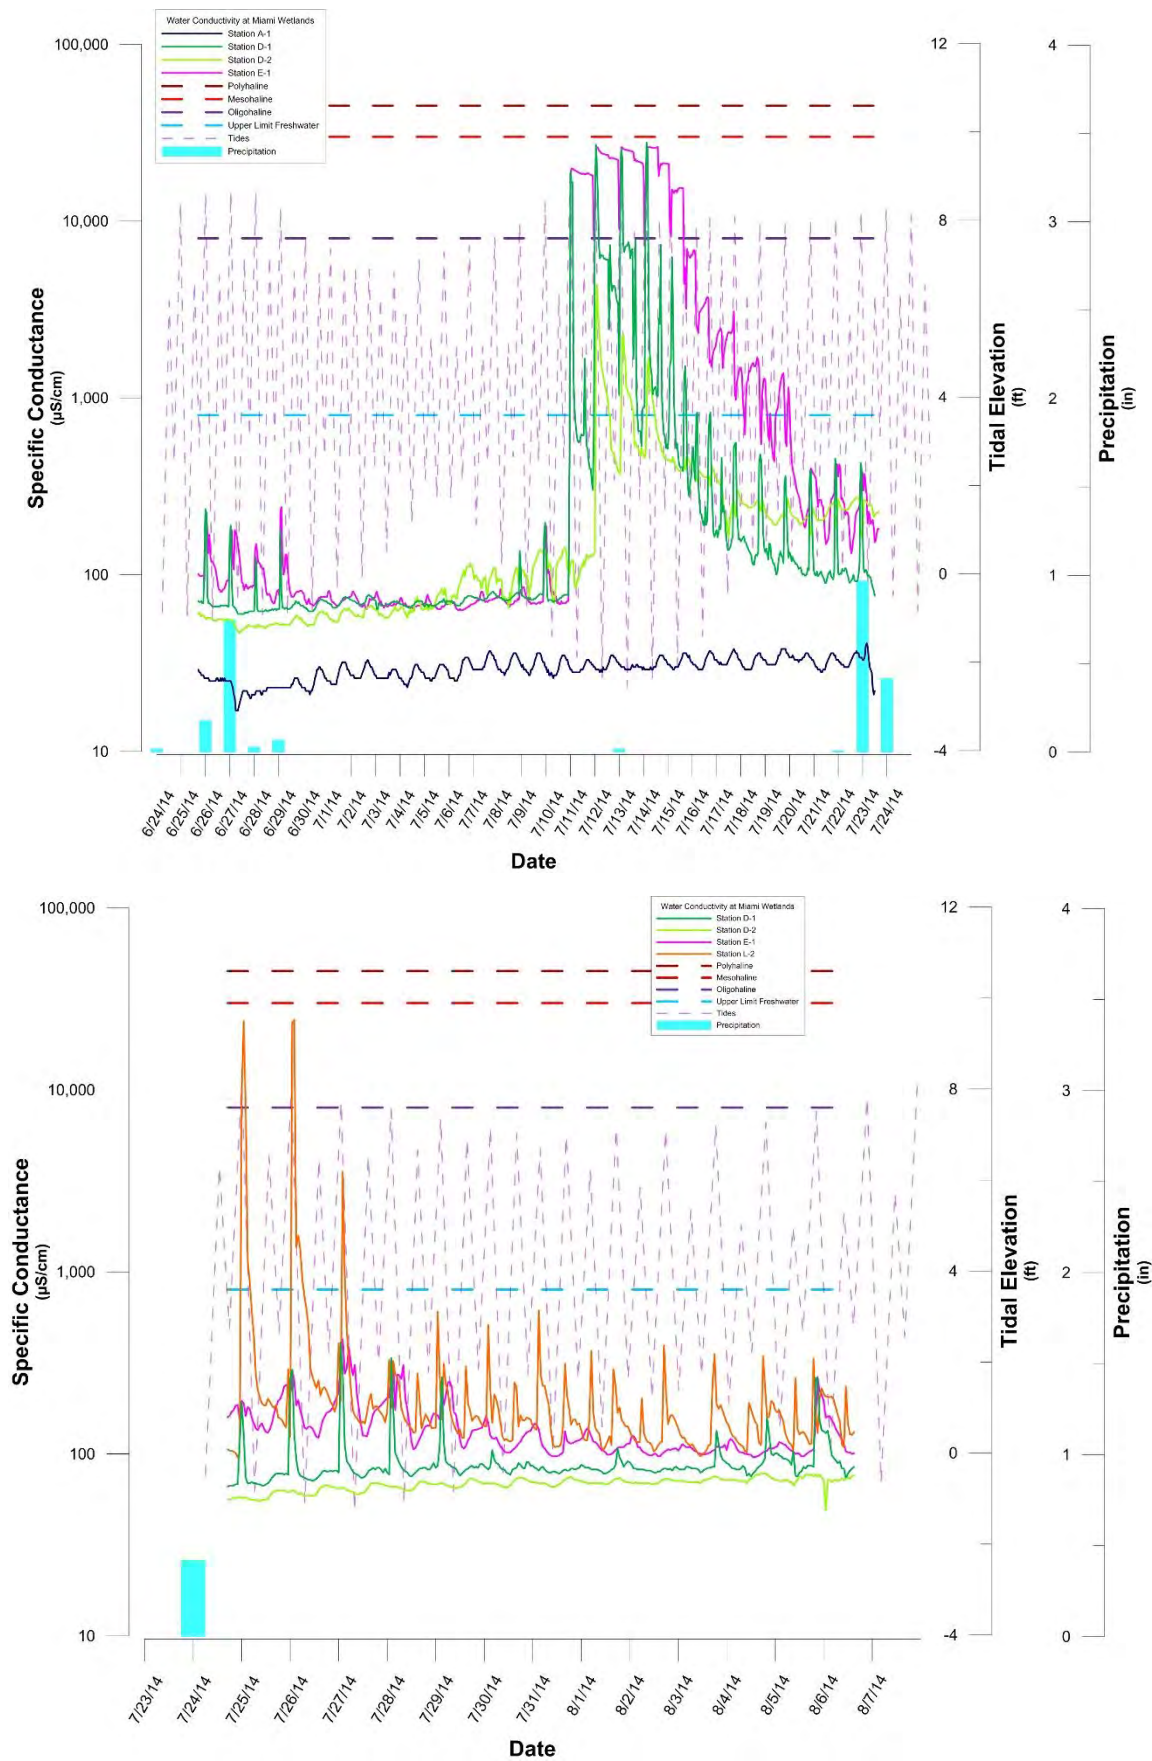 Water Conductivity at Miami Wetlands
Station A-1
Station D-1
Station D-2
Station E-1
Polyhaline
Mesohaline
Oligohaline
Upper Limit Freshwater
Tides
Precipitation
100,000
10,000
1,000
100
10
Specific Conductance
(µS/cm)
12
8
4
0
-4
Tidal Elevation
(ft)
4
3
2
1
0
Precipitation
(in)
6/24/14
6/25/14
6/26/14
6/27/14
6/28/14
6/29/14
6/30/14
7/1/14
7/2/14
7/3/14
7/4/14
7/5/14
7/6/14
7/7/14
7/8/14
7/9/14
7/10/14
7/11/14
7/12/14
7/13/14
7/14/14
7/15/14
7/16/14
7/17/14
7/18/14
7/19/14
7/20/14
7/21/14
7/22/14
7/23/14
7/24/14
Date
Water Conductivity at Miami Wetlands
Station D-1
Station D-2
Station E-1
Station L-2
Polyhaline
Mesohaline
Oligohaline
Upper Limit Freshwater
Tides
Precipitation
100,000
10,000
1,000
100
10
Specific Conductance
(µS/cm)
12
8
4
0
-4
Tidal Elevation
(ft)
4
3
2
1
0
Precipitation
(in)
7/23/14
7/24/14
7/25/14
7/26/14
7/27/14
7/28/14
7/29/14
7/30/14
7/31/14
8/1/14
8/2/14
8/3/14
8/4/14
8/5/14
8/6/14
8/7/14
Date